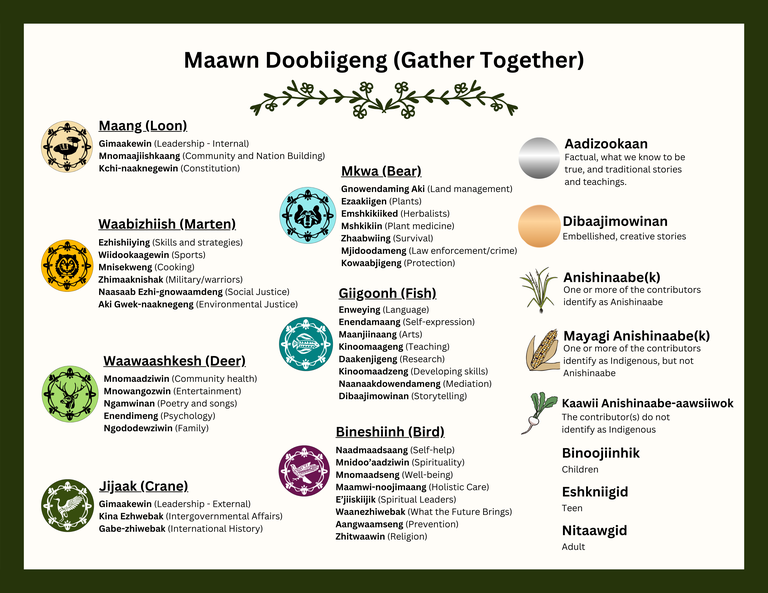 Maawn Doobiigeng (Gather Together)
Maang (Loon)
Gimaakewin (Leadership - Internal)
Mnomaajiishkaang (Community and Nation Building)
Kchi-naaknegewin (Constitution)
Waabizhiish (Marten)
Ezhishiiying (Skills and strategies)
Wiidookaagewin (Sports)
Mnisekweng (Cooking)
Zhimaaknishak (Military/warriors)
Naasaab Ezhi-gnowaamdeng (Social Justice)
Aki Gwek-naaknegeng (Environmental Justice)
Waawaashkesh (Deer)
Mnomaadziwin (Community health)
Mnowangozwin (Entertainment)
Ngamwinan (Poetry and songs)
Enendimeng (Psychology)
Ngododewziwin (Family)
Jijaak (Crane)
Gimaakewin (Leadership - External)
Kina Ezhwebak (Intergovernmental Affairs)
Gabe-zhiwebak (International History)
Mkwa (Bear)
Gnowendaming Aki (Land management)
Ezaakiigen (Plants)
Emshkikiiked (Herbalists)
Mshkikiin (Plant medicine)
Zhaabwiing (Survival)
Mjidoodameng (Law enforcement/crime)
Kowaabjigeng (Protection)
Giigoonh (Fish)
Enweying (Language)
Enendamaang (Self-expression)
Maanjiinaang (Arts)
Kinoomaageng (Teaching)
Daakenjigeng (Research)
Kinoomaadzeng (Developing skills)
Naanaakdowendameng (Mediation)
Dibaajimowinan (Storytelling)
Bineshiinh (Bird)
Naadmaadsaang (Self-help)
Mnidoo'aadziwin (Spirituality)
Mnomaadseng (Well-being)
Maamwi-noojimaang (Holistic Care)
E'jiiskiijik (Spiritual Leaders)
Waanezhiwebak (What the Future Brings)
Aangwaamseng (Prevention)
Zhitwaawin (Religion)
Aadizookaan
Factual, what we know to be
true, and traditional stories
and teachings.
Dibaajimowinan
Embellished, creative stories
Anishinaabe(k)
One or more of the contributors
identify as Anishinaabe
Mayagi Anishinaabe(k)
One or more of the contributors
identify as Indigenous, but not
Anishinaabe
Kaawii Anishinaabe-aawsiiwok
The contributor(s) do not
identify as Indigenous
Binoojiinhik
Children
Eshkniigid
Teen
Nitaawgid
Adult